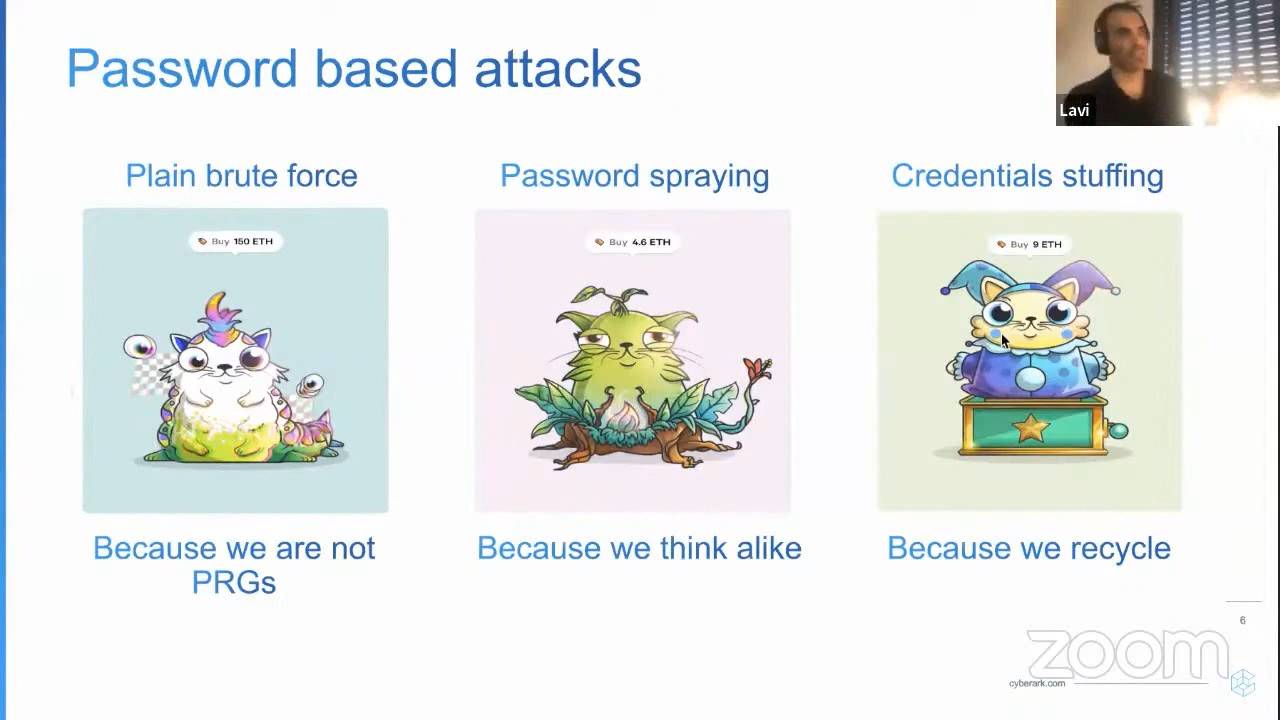 Password based attacks
Lavi
Plain brute force
Password spraying
Credentials stuffing
Buy 150 ETH
Buy 4.6 ETH
Buy 9 ETH
Because we are not
PRGs
Because we think alike
Because we recycle
6
zoom
cyberark.com